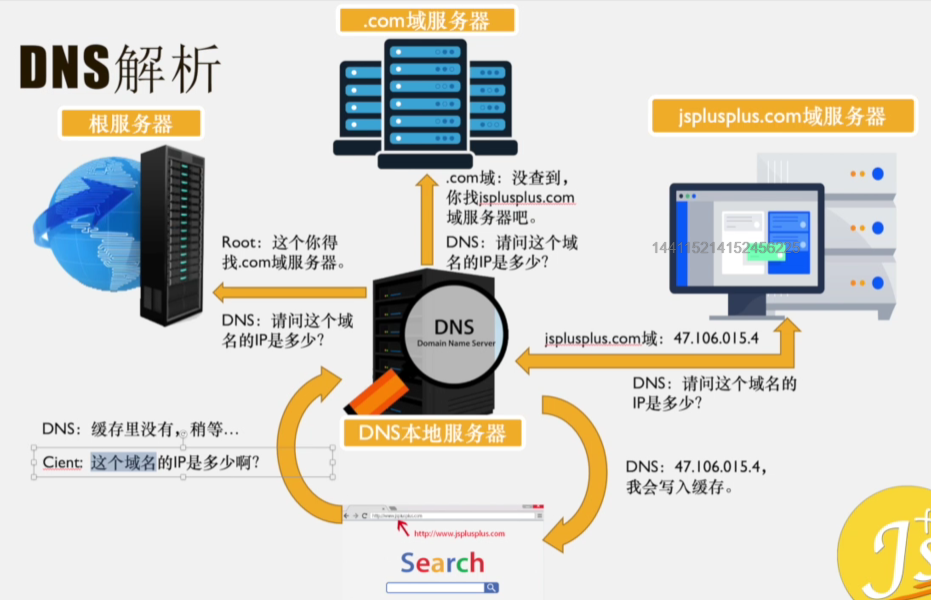 DNS解析
.com域服务器
根服务器
jsplusplus.com域服务器
.com域：没查到，
你找jsplusplus.com
域服务器吧。
DNS：请问这个域
名的IP是多少？
Root：这个你得
找.com域服务器。
DNS：请问这个域
名的IP是多少？
144115214152456228
DNS
Domain Name Server
jsplusplus.com域：47.106.015.4
DNS：请问这个域名的
IP是多少？
DNS本地服务器
DNS：缓存里没有，稍等…
Cient: 这个域名的IP是多少啊？
DNS：47.106.015.4，
我会写入缓存。
http://www.jsplusplus.com
http://www.jsplusplus.com
Search
Js
+